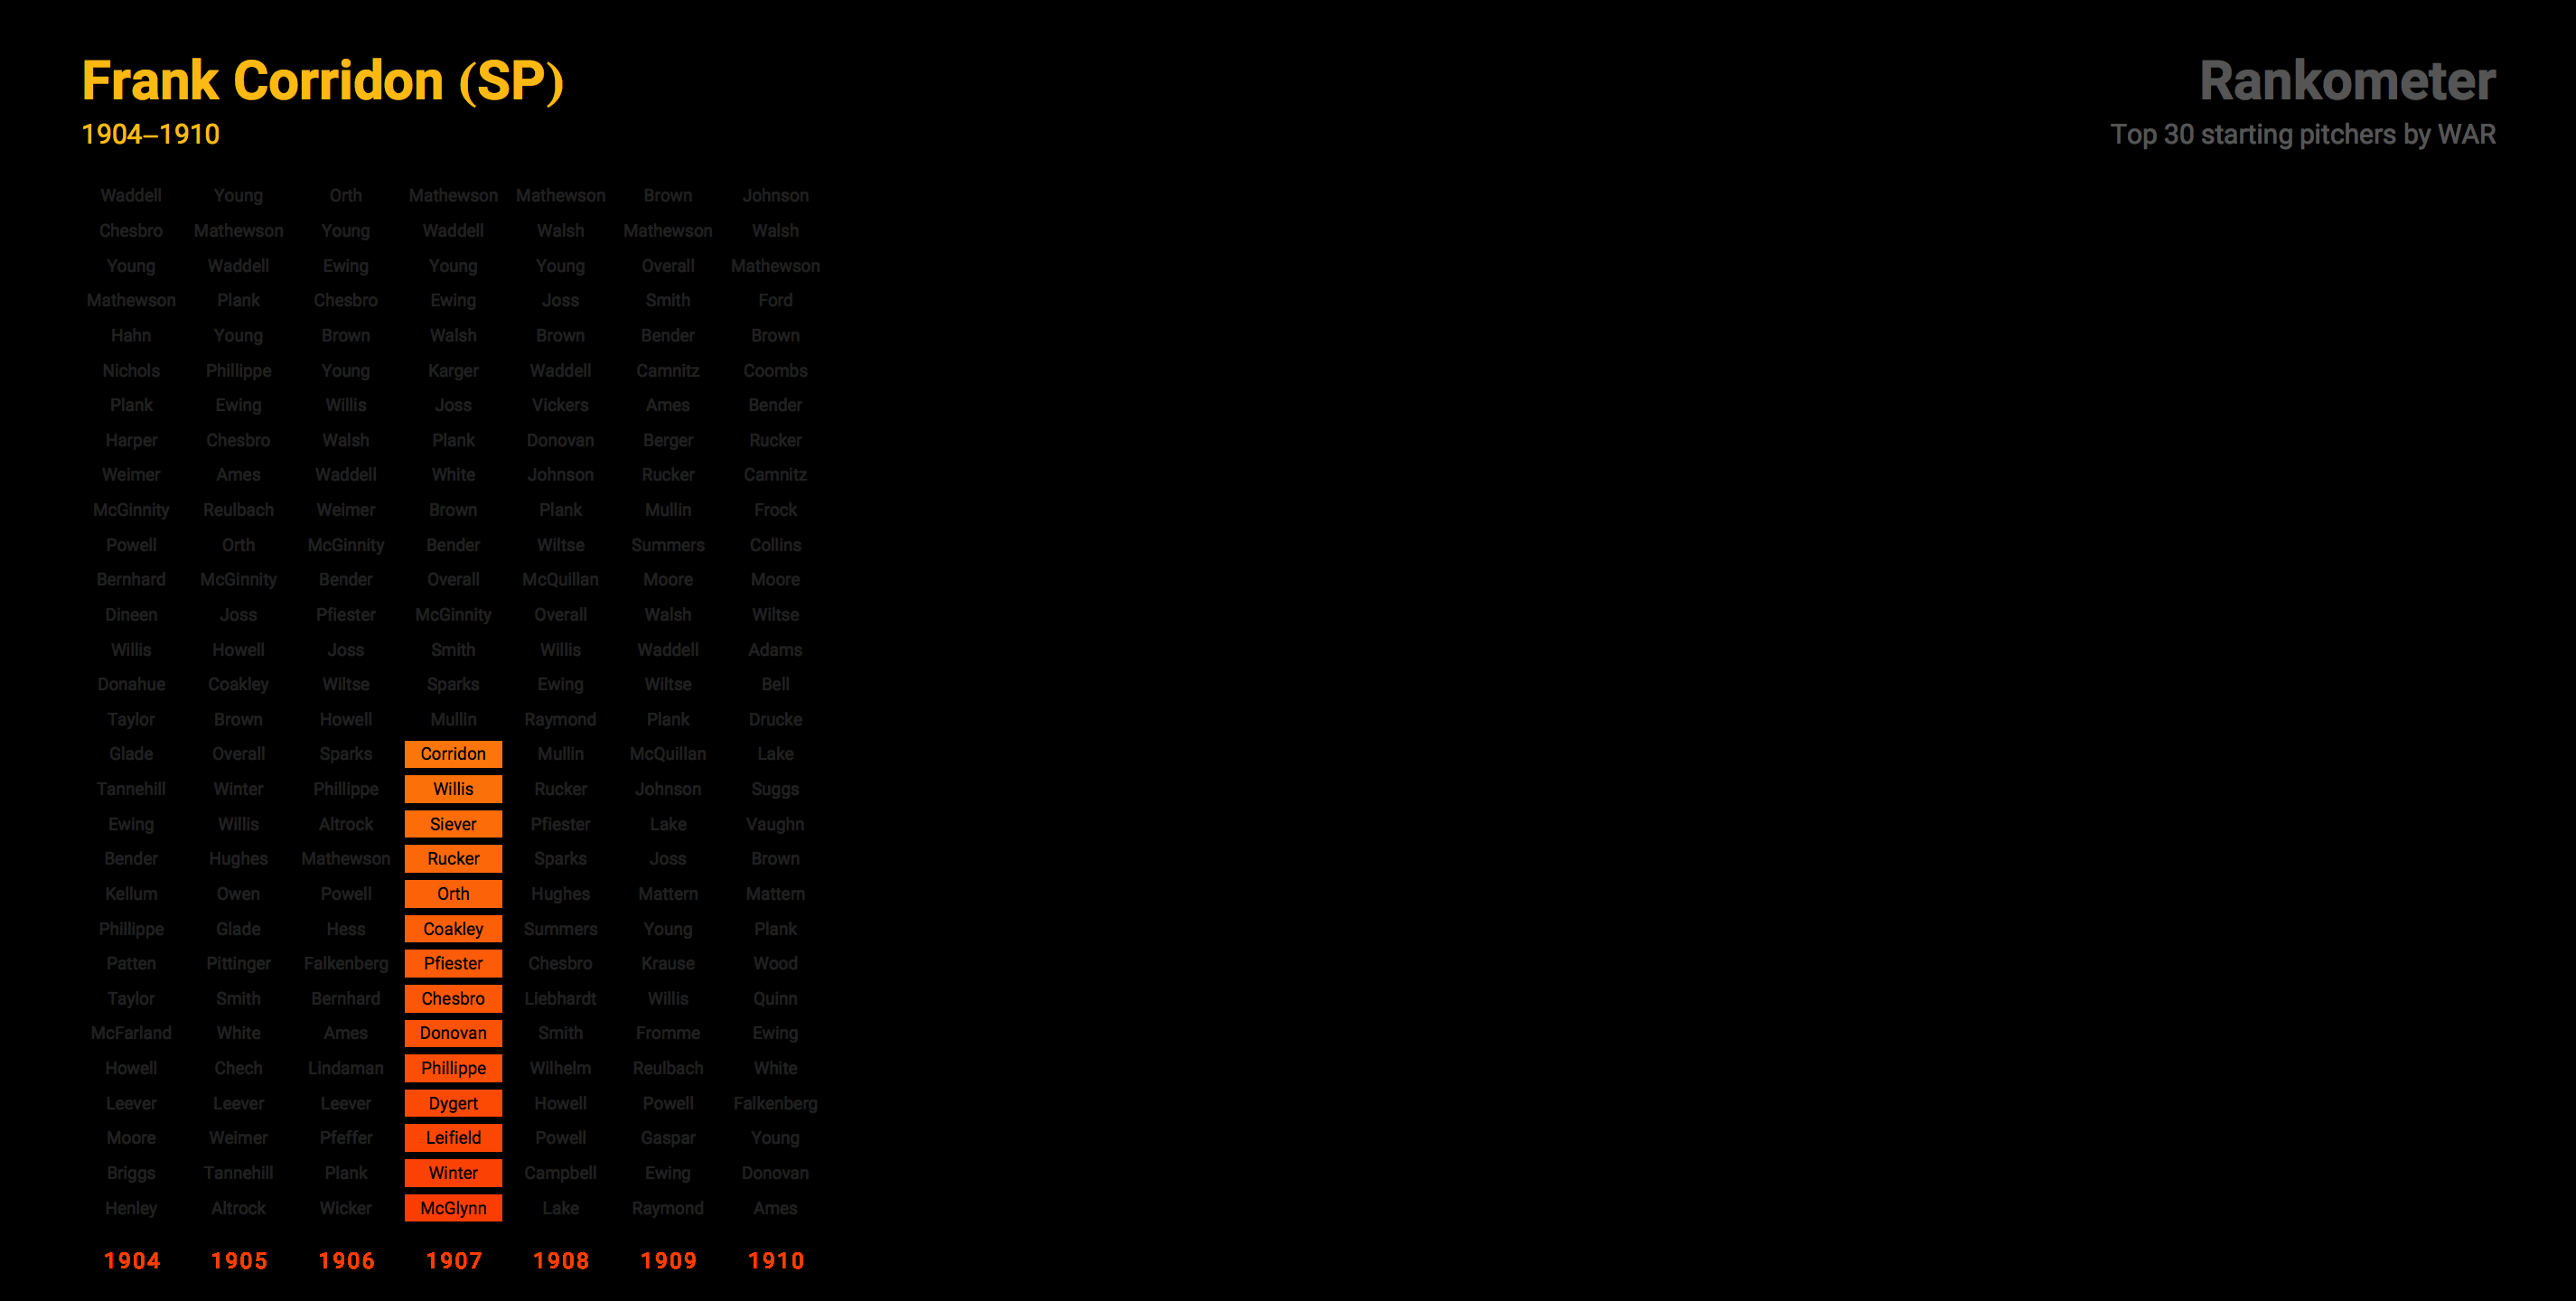 Frank Corridon (SP)
1904–1910
Rankometer
Top 30 starting pitchers by WAR
Waddell Young Orth Mathewson Mathewson Brown Johnson
Chesbro Mathewson Young Waddell Walsh Mathewson Walsh
Young Waddell Ewing Young Young Overall Mathewson
Mathewson Plank Chesbro Ewing Joss Smith Ford
Hahn Young Brown Walsh Brown Bender Brown
Nichols Phillippe Young Karger Waddell Camnitz Coombs
Plank Ewing Willis Joss Vickers Ames Bender
Harper Chesbro Walsh Plank Donovan Berger Rucker
Weimer Ames Waddell White Johnson Rucker Camnitz
McGinnity Reulbach Weimer Brown Plank Mullin Frock
Powell Orth McGinnity Bender Wiltse Summers Collins
Bernhard McGinnity Bender Overall McQuillan Moore Moore
Dineen Joss Pfiester McGinnity Overall Walsh Wiltse
Willis Howell Joss Smith Willis Waddell Adams
Donahue Coakley Wiltse Sparks Ewing Wiltse Bell
Taylor Brown Howell Mullin Raymond Plank Drucke
Glade Overall Sparks Corridon Mullin McQuillan Lake
Tannehill Winter Phillippe Willis Rucker Johnson Suggs
Ewing Willis Altrock Siever Pfiester Lake Vaughn
Bender Hughes Mathewson Rucker Sparks Joss Brown
Kellum Owen Powell Orth Hughes Mattern Mattern
Phillippe Glade Hess Coakley Summers Young Plank
Patten Pittinger Falkenberg Pfiester Chesbro Krause Wood
Taylor Smith Bernhard Chesbro Liebhardt Willis Quinn
McFarland White Ames Donovan Smith Fromme Ewing
Howell Chech Lindaman Phillippe Wilhelm Reulbach White
Leever Leever Leever Dygert Howell Powell Falkenberg
Moore Weimer Pfeffer Leifield Powell Gaspar Young
Briggs Tannehill Plank Winter Campbell Ewing Donovan
Henley Altrock Wicker McGlynn Lake Raymond Ames
1904 1905 1906 1907 1908 1909 1910